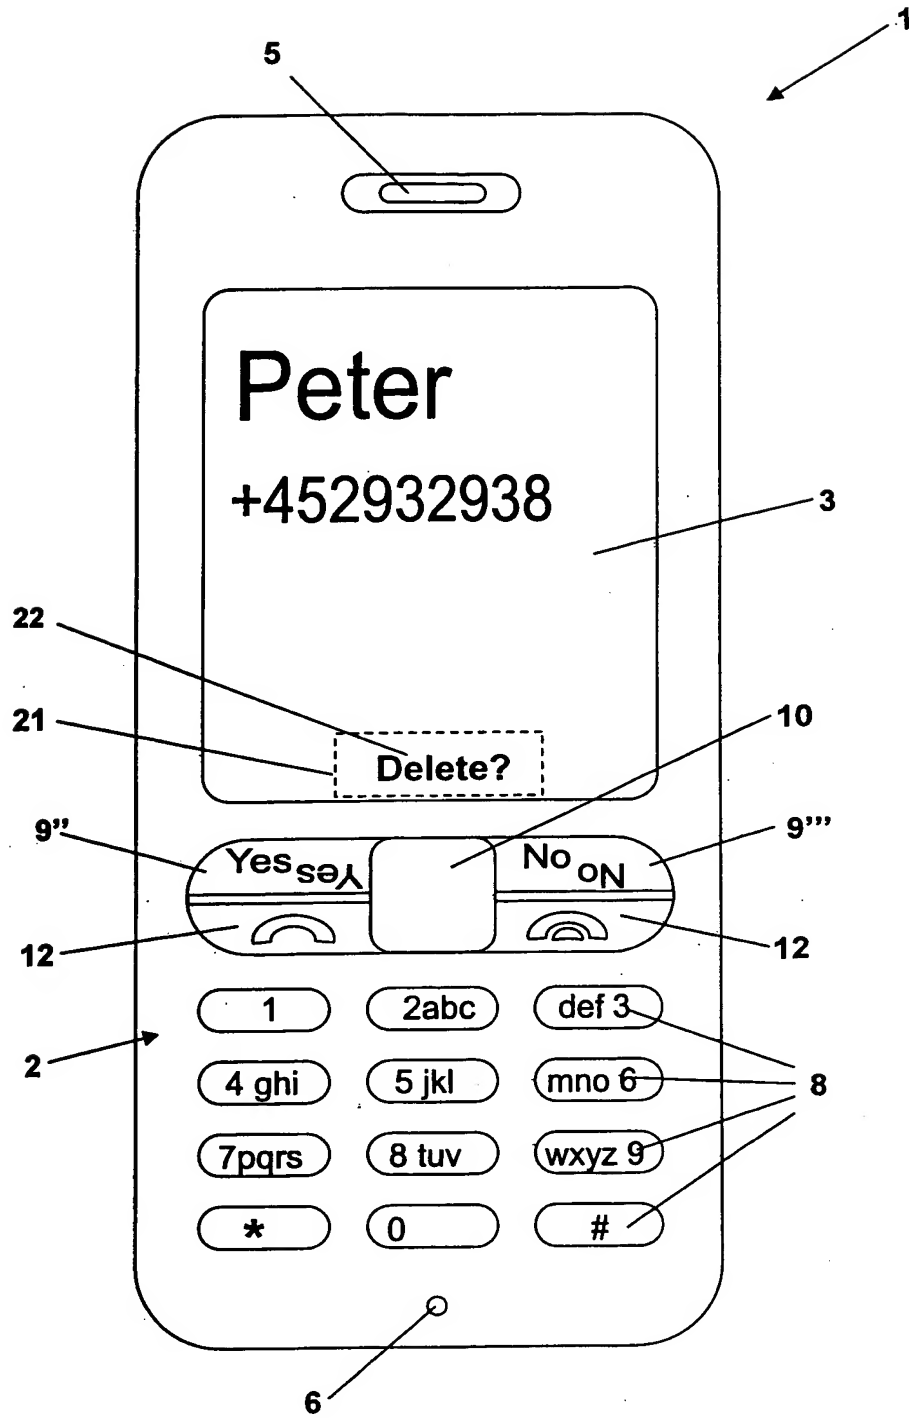 1
5
Peter
+452932938
3
22
21
10
Delete?
9" Yes Yes No No 9'"
12 12
1 2abc def 3
2
4 ghi 5 jkl mno 6 8
7pqrs 8 tuv wxyz 9
* 0 #
6